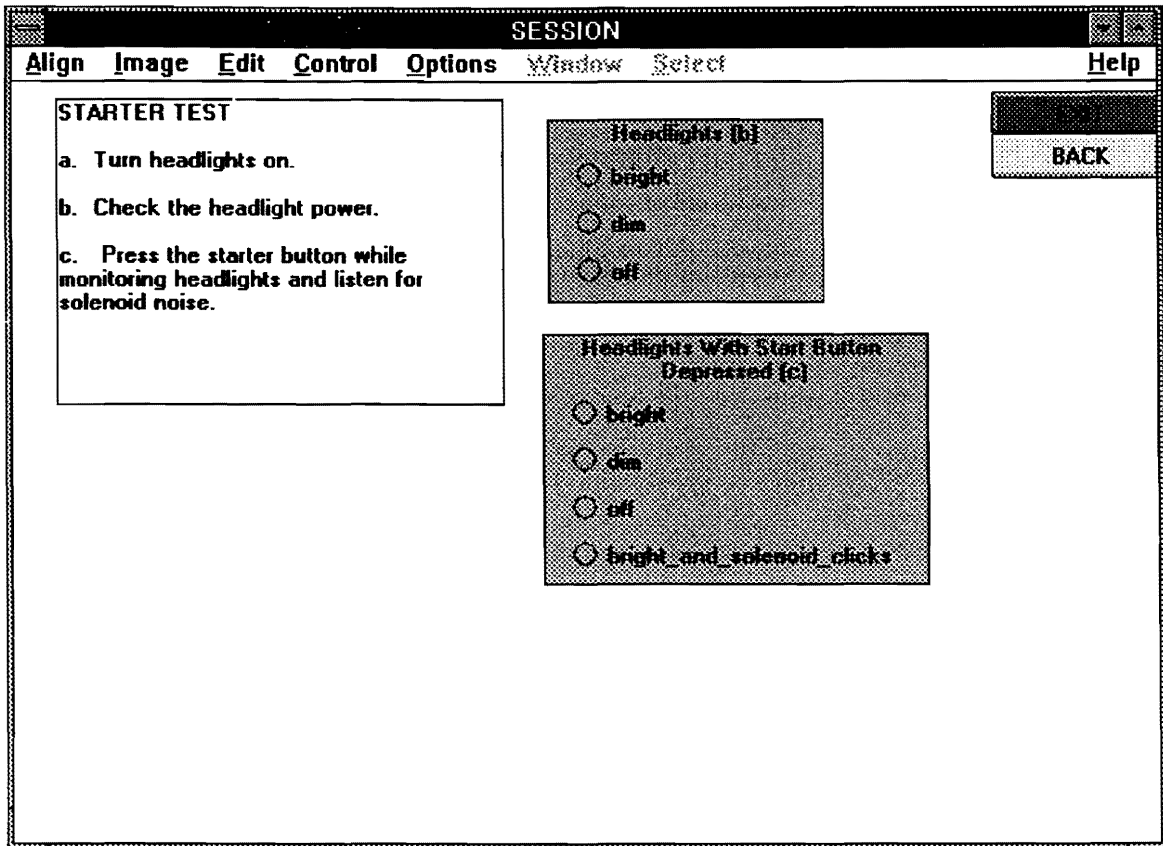 SESSION
Align Image Edit Control Options Window Select Help
STARTER TEST
a. Turn headlights on.
b. Check the headlight power.
c. Press the starter button while
monitoring headlights and listen for
solenoid noise.
Headlights [b]
bright
dim
off
Headlights With Start Button
Depressed [c]
bright
dim
off
bright_and_solenoid_clicks
EXIT
BACK